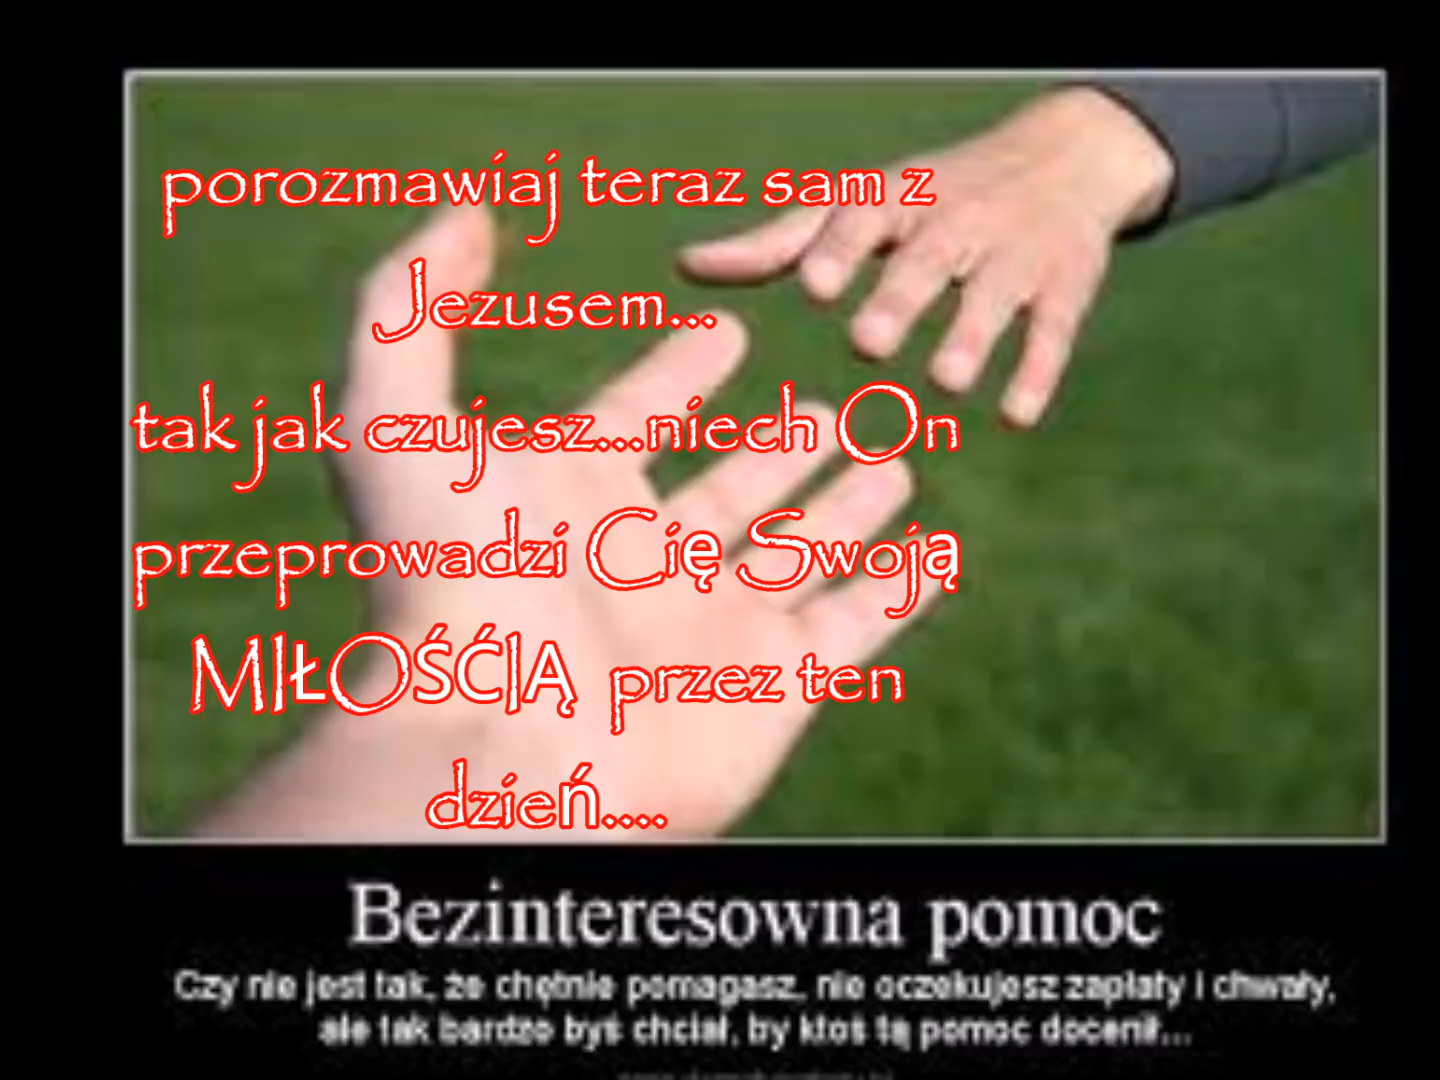 porozmawiaj teraz sam z
Jezusem...
tak jak czujesz...niech On
przeprowadzi Cię Swoją
MIŁOŚĆIĄ przez ten
dzień....
Bezinteresowna pomoc
Czy nie jest tak, że chętnie pomagasz, nie oczekujesz zapłaty i chwały,
ale tak bardzo byś chciał, by ktoś tą pomoc docenił...